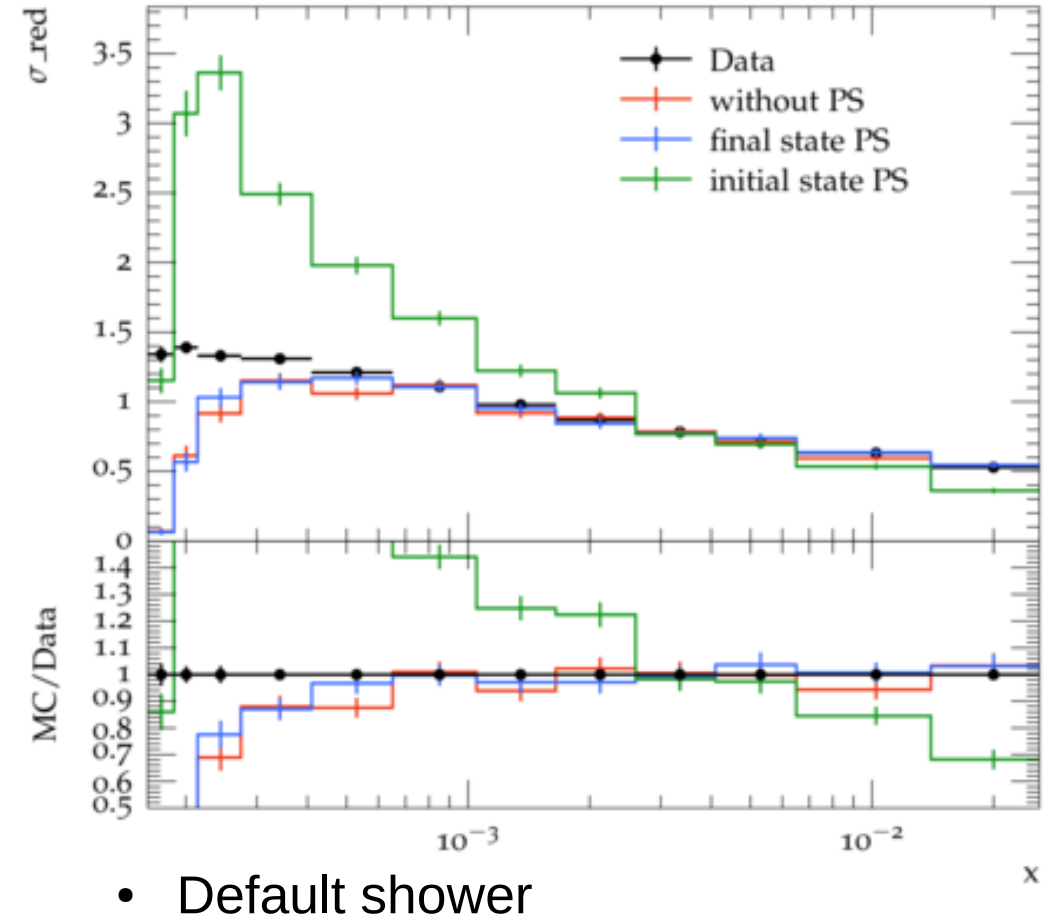 σ_red
3.5
3
2.5
2
1.5
1
0.5
0
Data
without PS
final state PS
initial state PS
MC/Data
1.4
1.3
1.2
1.1
1
0.9
0.8
0.7
0.6
0.5
10⁻³
10⁻²
x
• Default shower